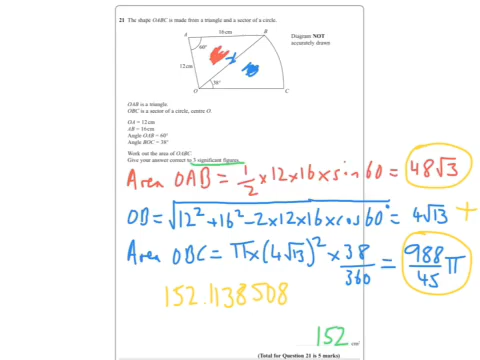 21 The shape OABC is made from a triangle and a sector of a circle.
A 16 cm B
Diagram NOT
accurately drawn
60°
12 cm
38°
O C
OAB is a triangle.
OBC is a sector of a circle, centre O.
OA = 12 cm
AB = 16 cm
Angle OAB = 60°
Angle BOC = 38°
Work out the area of OABC.
Give your answer correct to 3 significant figures.
Area OAB = 1/2 × 12 × 16 × sin 60 = 48√3
+
OB = √12² + 16² − 2 × 12 × 16 × cos 60° = 4√13 +
Area OBC = π × (4√13)² × 38/360 = 988/45 π
152.1138508
152 cm²
(Total for Question 21 is 5 marks)